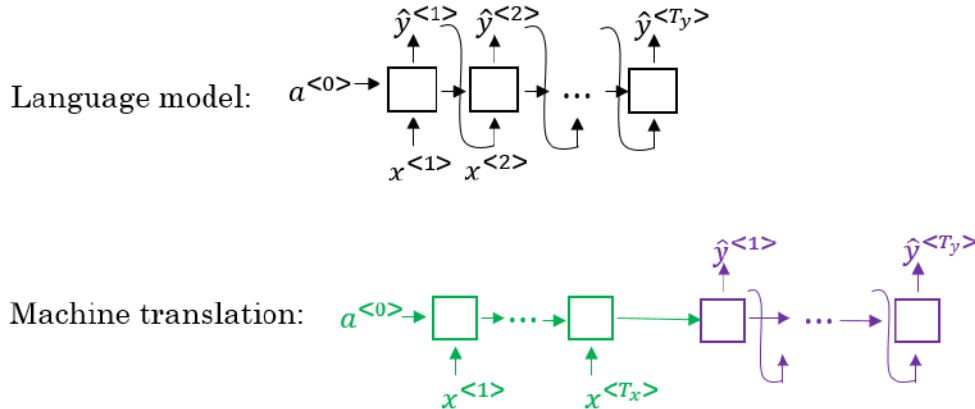 ŷ<1> ŷ<2> ŷ<Ty>
Language model: a<0> ...
x<1> x<2>
ŷ<1> ŷ<Ty>
Machine translation: a<0> ... ...
x<1> x<Tx>